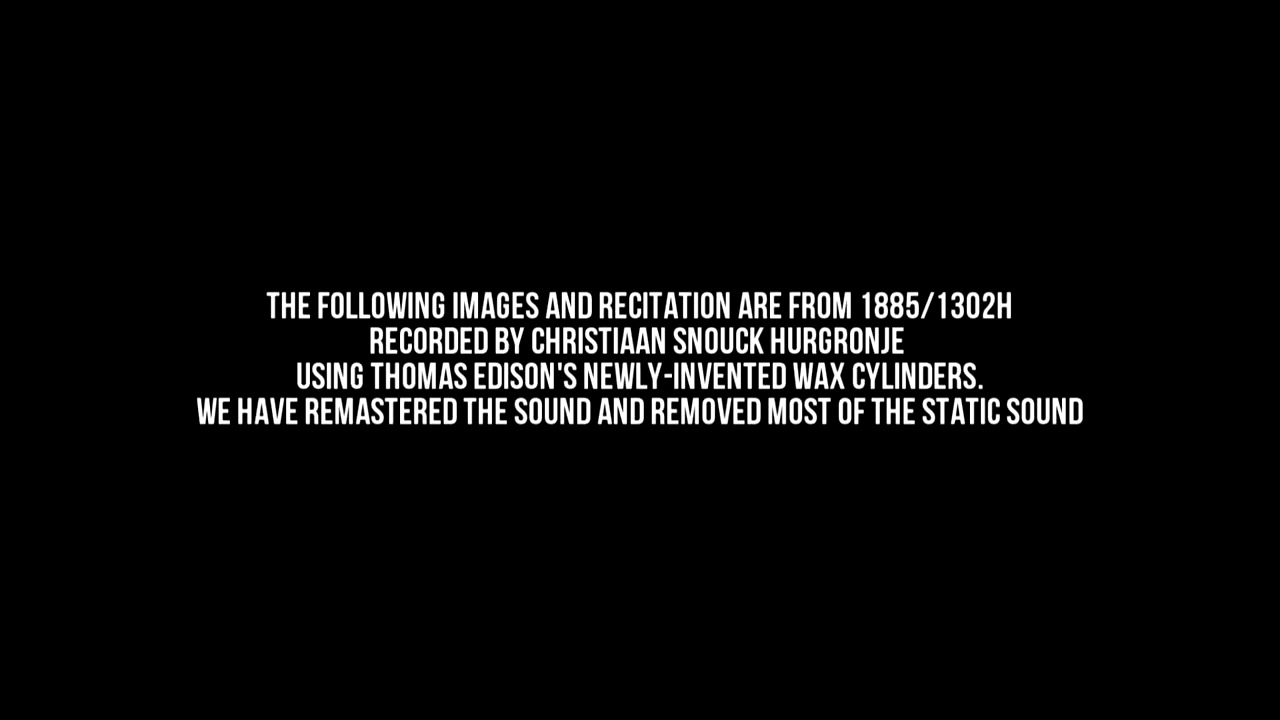 THE FOLLOWING IMAGES AND RECITATION ARE FROM 1885/1302H
RECORDED BY CHRISTIAAN SNOUCK HURGRONJE
USING THOMAS EDISON'S NEWLY-INVENTED WAX CYLINDERS.
WE HAVE REMASTERED THE SOUND AND REMOVED MOST OF THE STATIC SOUND